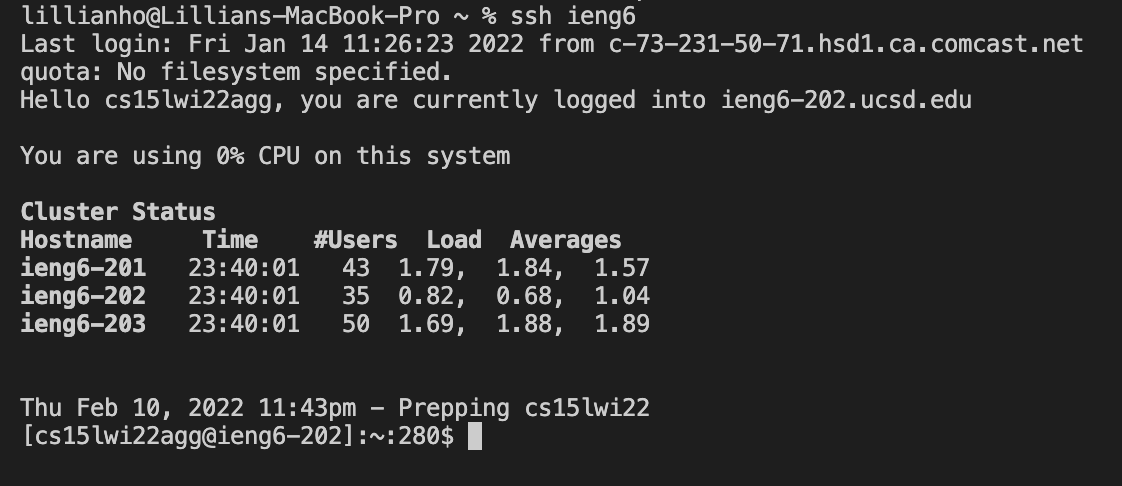 lillianho@Lillians-MacBook-Pro ~ % ssh ieng6
Last login: Fri Jan 14 11:26:23 2022 from c-73-231-50-71.hsd1.ca.comcast.net
quota: No filesystem specified.
Hello cs15lwi22agg, you are currently logged into ieng6-202.ucsd.edu
You are using 0% CPU on this system
Cluster Status
Hostname     Time    #Users  Load  Averages
ieng6-201   23:40:01   43  1.79,  1.84,  1.57
ieng6-202   23:40:01   35  0.82,  0.68,  1.04
ieng6-203   23:40:01   50  1.69,  1.88,  1.89
Thu Feb 10, 2022 11:43pm - Prepping cs15lwi22
[cs15lwi22agg@ieng6-202]:~:280$